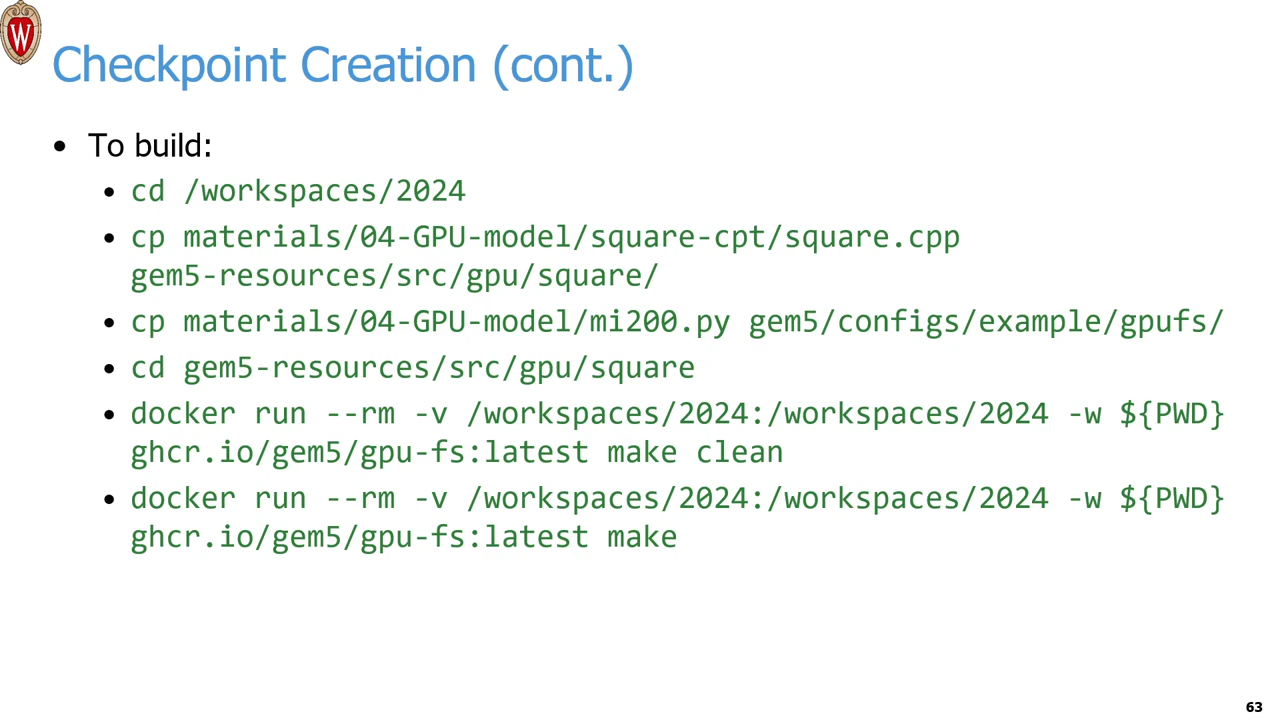 W
Checkpoint Creation (cont.)
• To build:
• cd /workspaces/2024
• cp materials/04-GPU-model/square-cpt/square.cpp
gem5-resources/src/gpu/square/
• cp materials/04-GPU-model/mi200.py gem5/configs/example/gpufs/
• cd gem5-resources/src/gpu/square
• docker run --rm -v /workspaces/2024:/workspaces/2024 -w ${PWD}
ghcr.io/gem5/gpu-fs:latest make clean
• docker run --rm -v /workspaces/2024:/workspaces/2024 -w ${PWD}
ghcr.io/gem5/gpu-fs:latest make
63